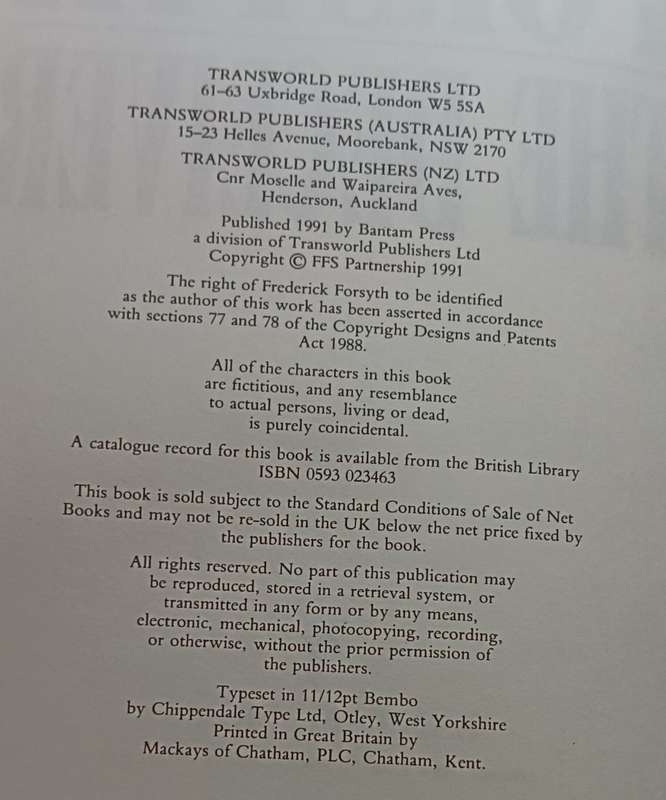 TRANSWORLD PUBLISHERS LTD
61–63 Uxbridge Road, London W5 5SA
TRANSWORLD PUBLISHERS (AUSTRALIA) PTY LTD
15–23 Helles Avenue, Moorebank, NSW 2170
TRANSWORLD PUBLISHERS (NZ) LTD
Cnr Moselle and Waipareira Aves,
Henderson, Auckland
Published 1991 by Bantam Press
a division of Transworld Publishers Ltd
Copyright © FFS Partnership 1991
The right of Frederick Forsyth to be identified
as the author of this work has been asserted in accordance
with sections 77 and 78 of the Copyright Designs and Patents
Act 1988.
All of the characters in this book
are fictitious, and any resemblance
to actual persons, living or dead,
is purely coincidental.
A catalogue record for this book is available from the British Library
ISBN 0593 023463
This book is sold subject to the Standard Conditions of Sale of Net
Books and may not be re-sold in the UK below the net price fixed by
the publishers for the book.
All rights reserved. No part of this publication may
be reproduced, stored in a retrieval system, or
transmitted in any form or by any means,
electronic, mechanical, photocopying, recording,
or otherwise, without the prior permission of
the publishers.
Typeset in 11/12pt Bembo
by Chippendale Type Ltd, Otley, West Yorkshire
Printed in Great Britain by
Mackays of Chatham, PLC, Chatham, Kent.